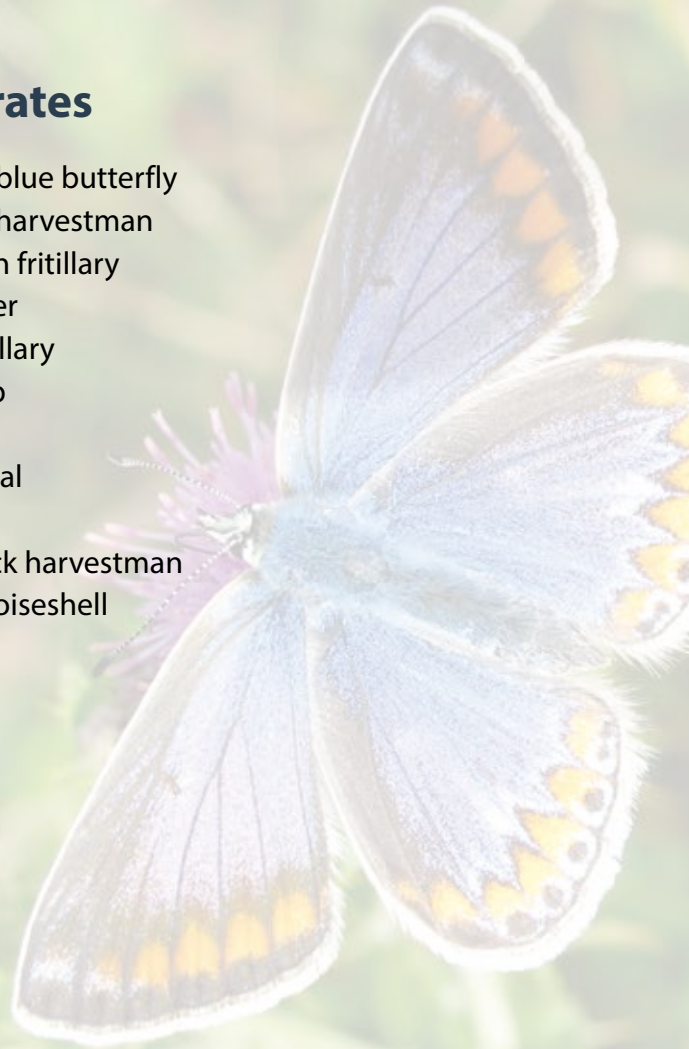 rates
blue butterfly
harvestman
n fritillary
er
llary
o
al
ck harvestman
oiseshell